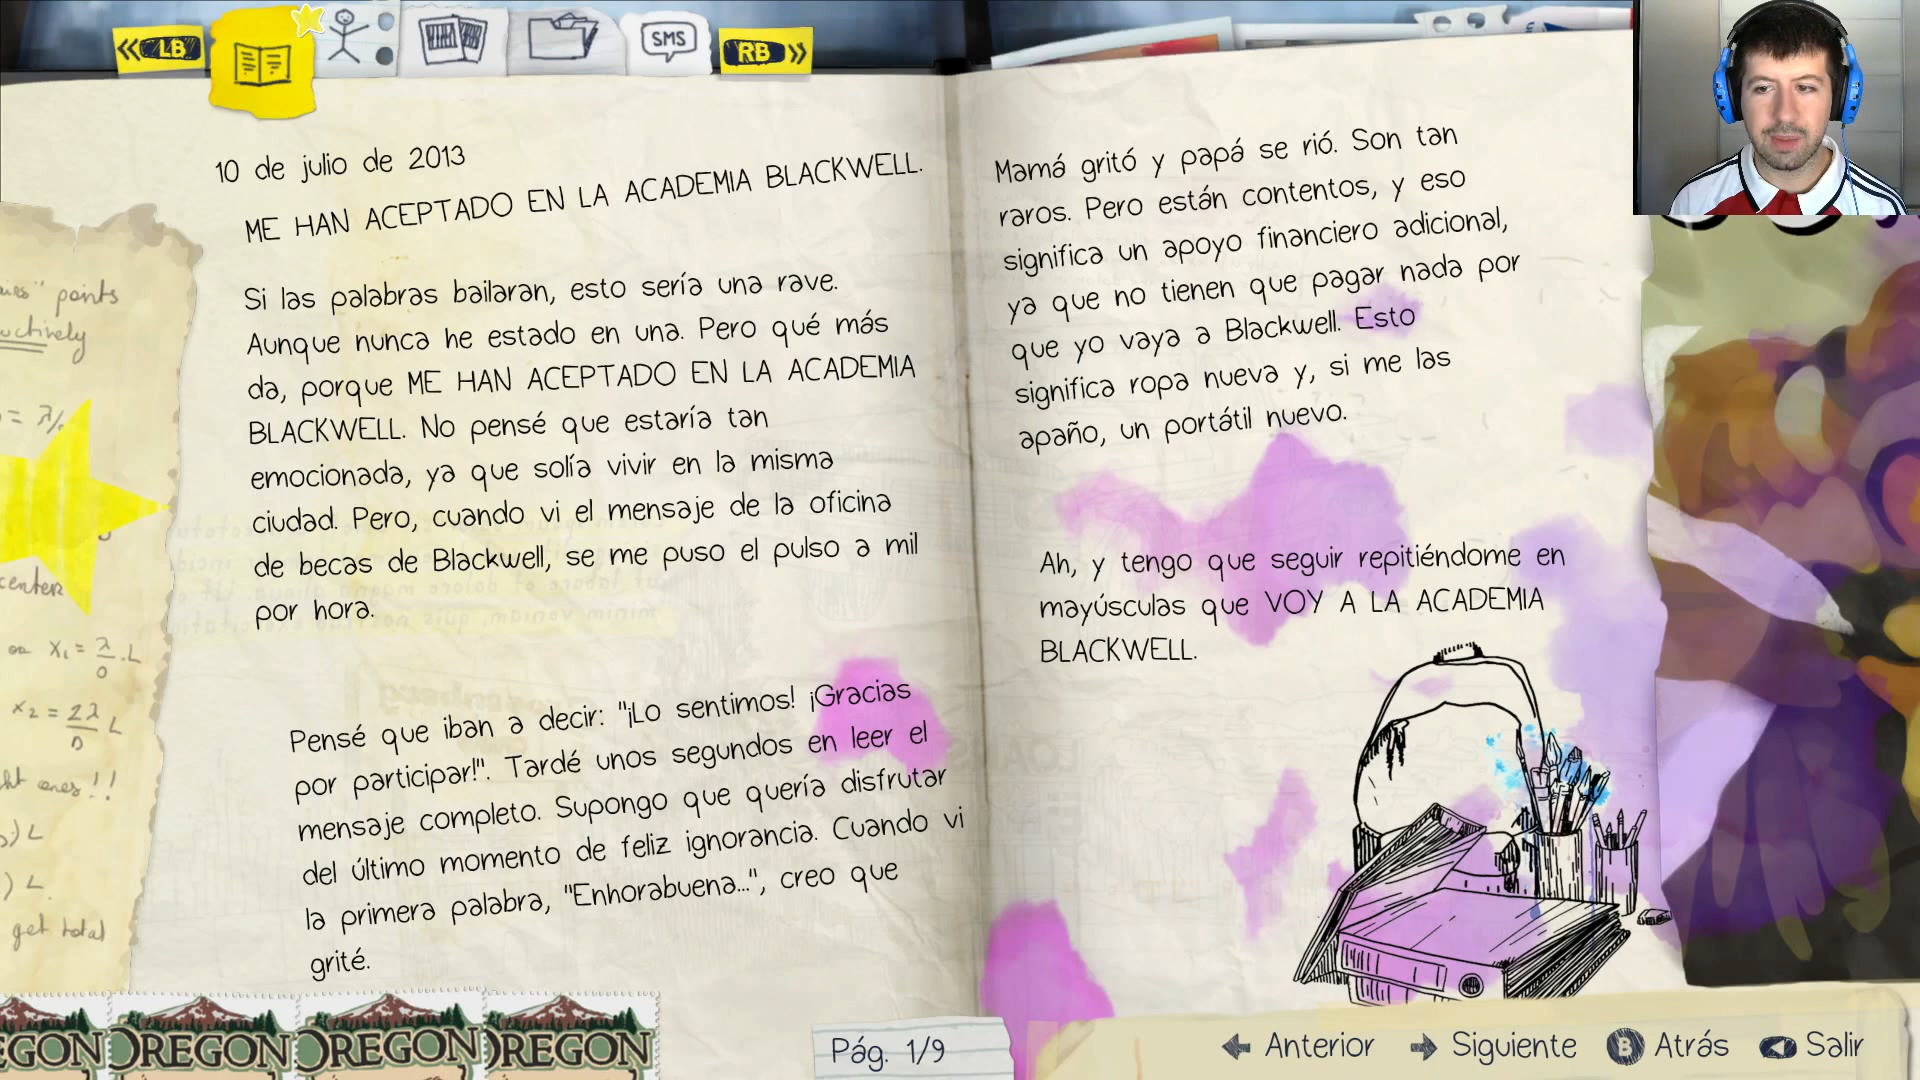 LB
SMS
RB
10 de julio de 2013
ME HAN ACEPTADO EN LA ACADEMIA BLACKWELL.
Si las palabras bailaran, esto sería una rave.
Aunque nunca he estado en una. Pero qué más
da, porque ME HAN ACEPTADO EN LA ACADEMIA
BLACKWELL. No pensé que estaría tan
emocionada, ya que solía vivir en la misma
ciudad. Pero, cuando vi el mensaje de la oficina
de becas de Blackwell, se me puso el pulso a mil
por hora.
Pensé que iban a decir: "¡Lo sentimos! ¡Gracias
por participar!". Tardé unos segundos en leer el
mensaje completo. Supongo que quería disfrutar
del último momento de feliz ignorancia. Cuando vi
la primera palabra, "Enhorabuena...", creo que
grité.
Mamá gritó y papá se rió. Son tan
raros. Pero están contentos, y eso
significa un apoyo financiero adicional,
ya que no tienen que pagar nada por
que yo vaya a Blackwell. Esto
significa ropa nueva y, si me las
apaño, un portátil nuevo.
Ah, y tengo que seguir repitiéndome en
mayúsculas que VOY A LA ACADEMIA
BLACKWELL.
points
center
x₁ = λ/0 . L
x₂ = 2λ/D L
ones!!
get total
EGON OREGON OREGON OREGON
Pág. 1/9
Anterior Siguiente B Atrás Salir